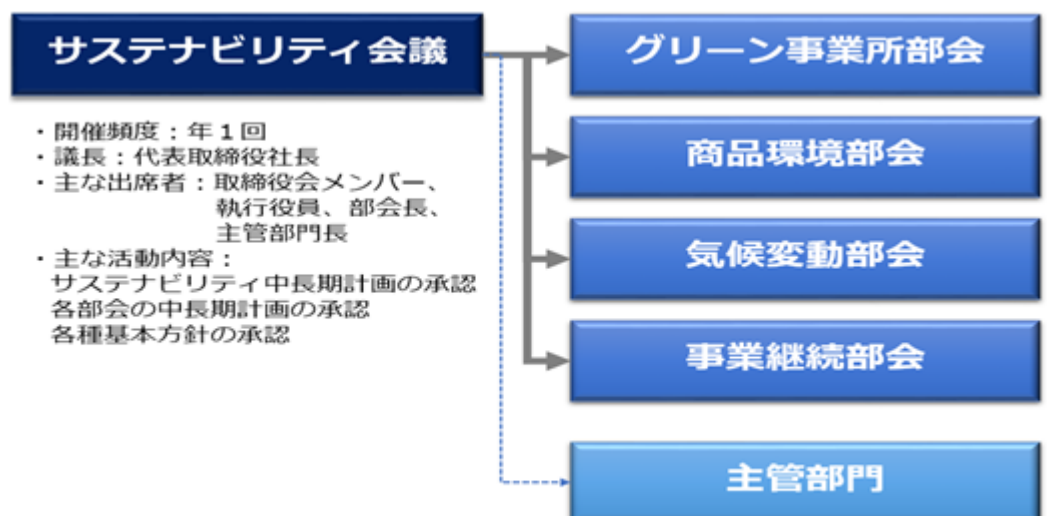 サステナビリティ会議
・開催頻度：年１回
・議長：代表取締役社長
・主な出席者：取締役会メンバー、
執行役員、部会長、
主管部門長
・主な活動内容：
サステナビリティ中長期計画の承認
各部会の中長期計画の承認
各種基本方針の承認
グリーン事業所部会
商品環境部会
気候変動部会
事業継続部会
主管部門